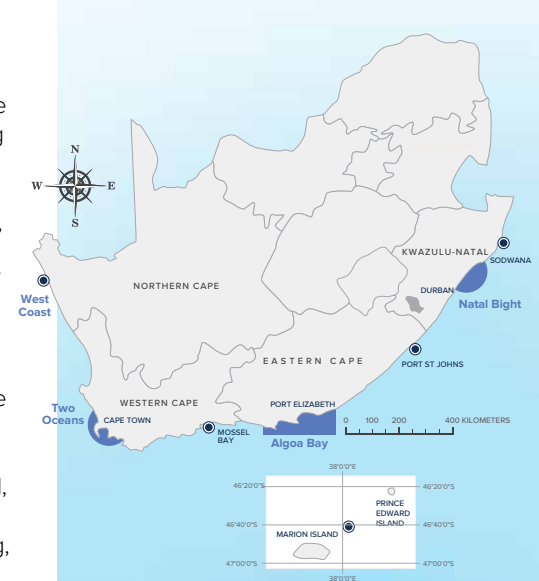 N
W E
S
KWAZULU-NATAL
SODWANA
NORTHERN CAPE
DURBAN
West
Coast
Natal Bight
EASTERN CAPE
PORT ST JOHNS
WESTERN CAPE
PORT ELIZABETH
Two
Oceans
CAPE TOWN
MOSSEL
BAY
0 100 200 400 KILOMETERS
Algoa Bay
38°0'0"E
46°20'0"S 46°20'0"S
PRINCE
EDWARD
ISLAND
46°40'0"S 46°40'0"S
MARION ISLAND
47°00'0"S 47°00'0"S
38°0'0"E